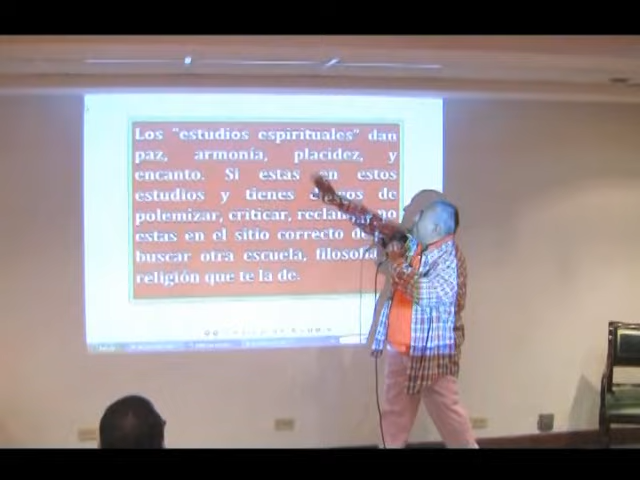 Los "estudios espirituales" dan
paz, armonía, placidez, y
encanto. Si estas en estos
estudios y tienes de
polemizar, criticar, no
estas en el sitio correcto
buscar otra escuela,
religión que te la de.